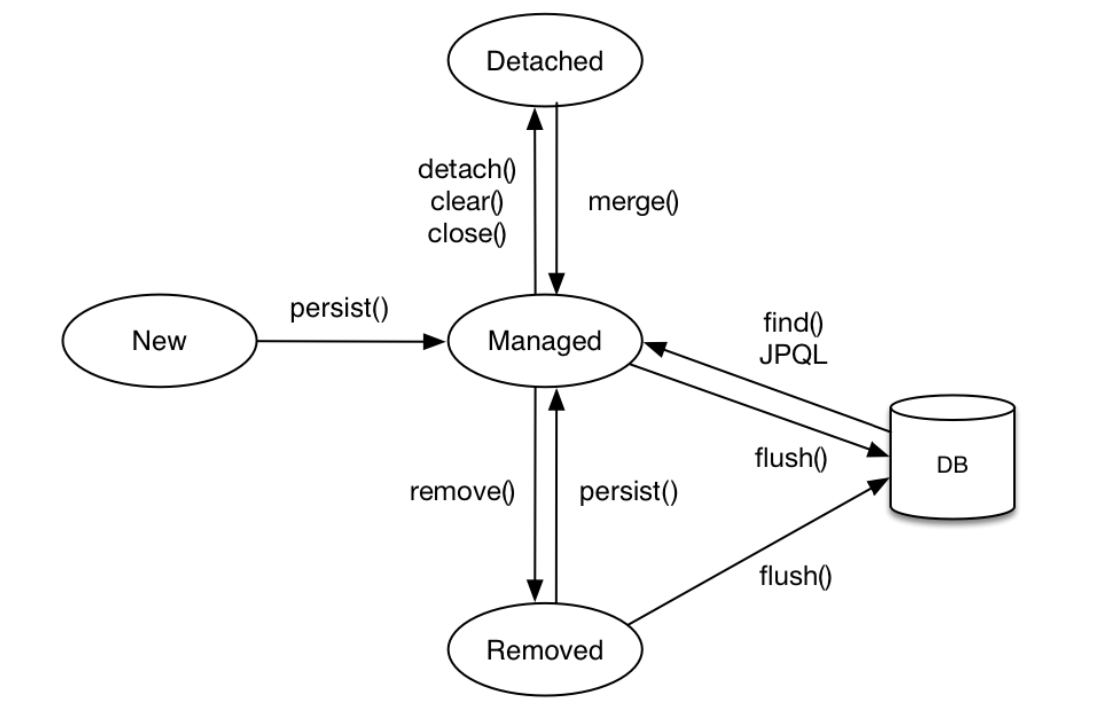 Detached
detach()
clear()
close()
merge()
New
persist()
Managed
find()
JPQL
flush()
DB
remove()
persist()
flush()
Removed